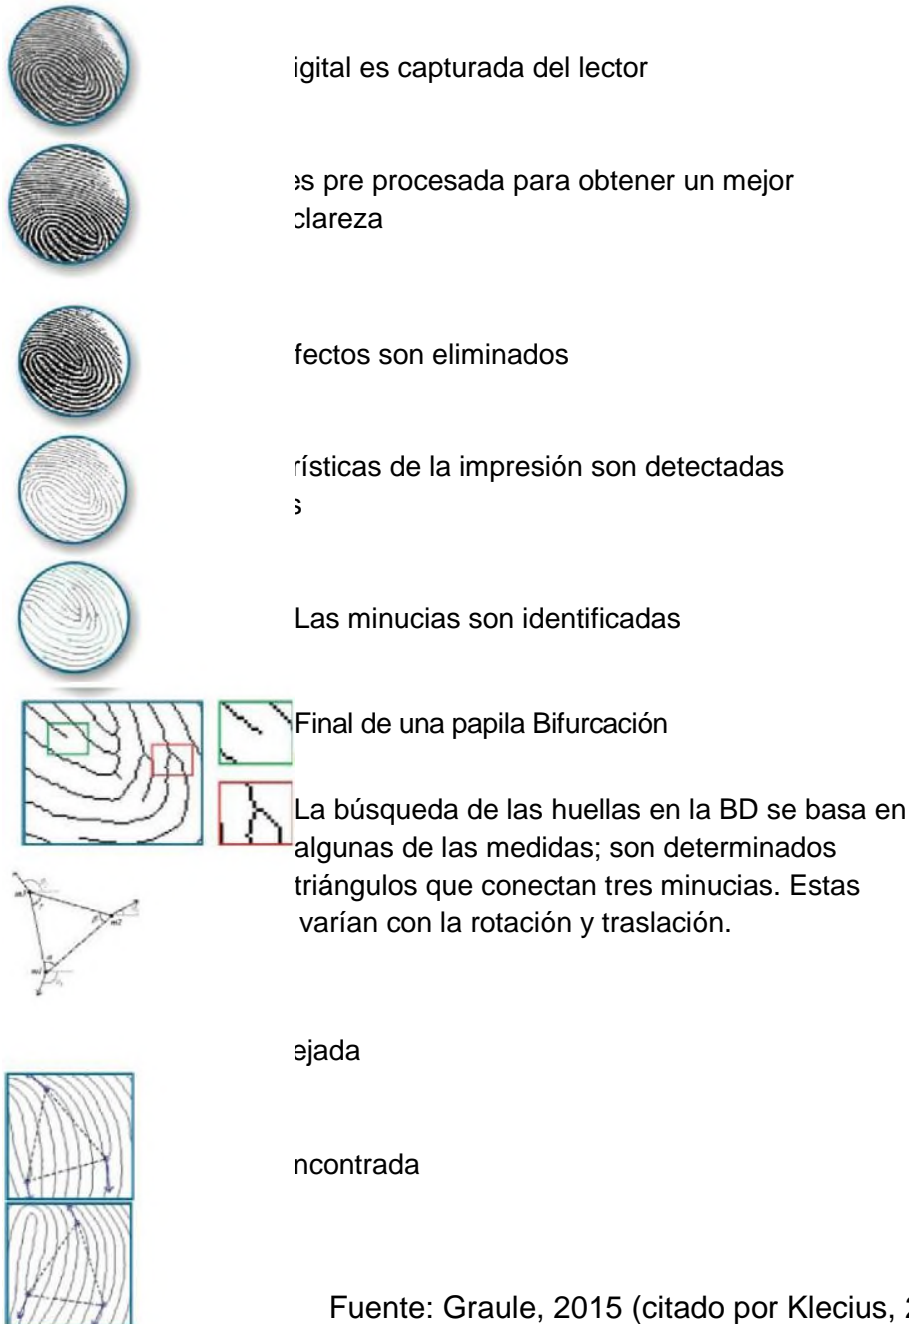 igital es capturada del lector
es pre procesada para obtener un mejor
clareza
fectos son eliminados
rísticas de la impresión son detectadas
s
Las minucias son identificadas
Final de una papila Bifurcación
La búsqueda de las huellas en la BD se basa en
algunas de las medidas; son determinados
triángulos que conectan tres minucias. Estas
varían con la rotación y traslación.
ejada
ncontrada
Fuente: Graule, 2015 (citado por Klecius,